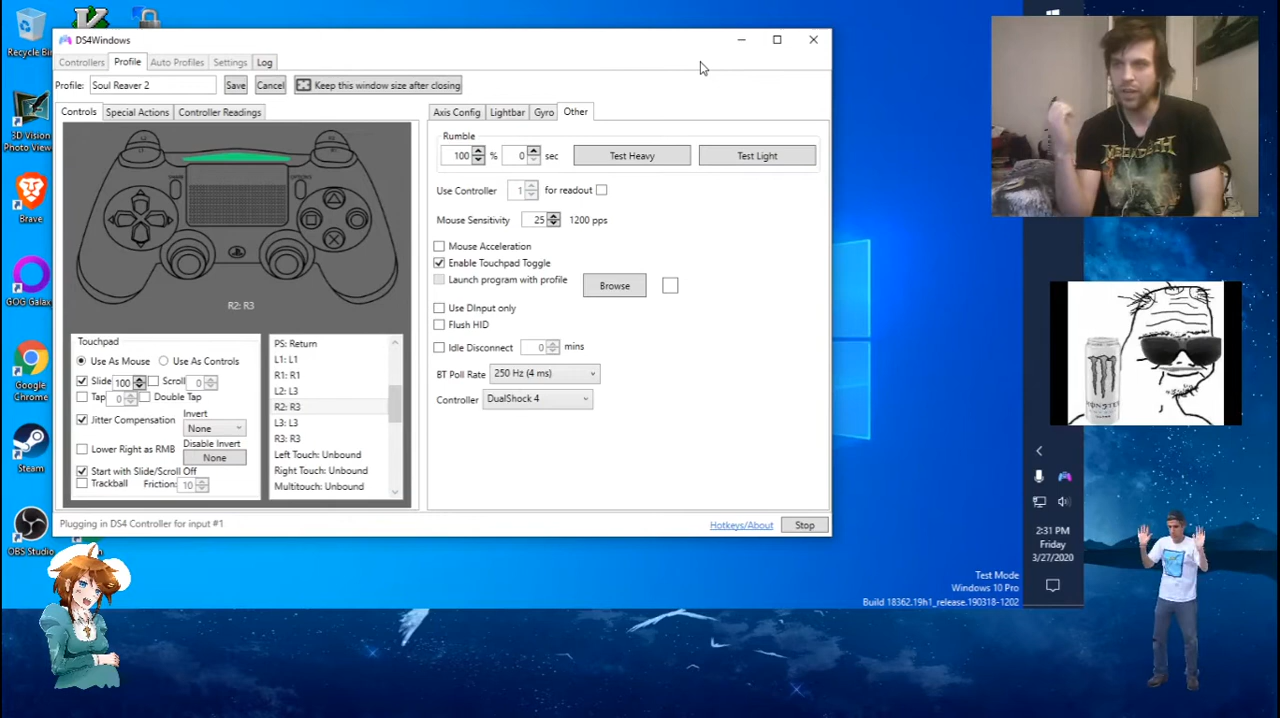 Recycle Bin
DS4Windows
Controllers Profile Auto Profiles Settings Log
Profile: Soul Reaver 2 Save Cancel Keep this window size after closing
Controls Special Actions Controller Readings
Axis Config Lightbar Gyro Other
3D Vision
Photo View
Brave
GOG Galax
Google
Chrome
Steam
OBS Studio
L2
L1
R2
R1
SHARE
OPTIONS
R2: R3
Touchpad
Use As Mouse Use As Controls
Slide 100 Scroll 0
Tap 0 Double Tap
Jitter Compensation
Invert
None
Lower Right as RMB
Disable Invert
None
Start with Slide/Scroll Off
Trackball Friction: 10
PS: Return
L1: L1
R1: R1
L2: L3
R2: R3
L3: L3
R3: R3
Left Touch: Unbound
Right Touch: Unbound
Multitouch: Unbound
Rumble
100 % 0 sec Test Heavy Test Light
Use Controller 1 for readout
Mouse Sensitivity 25 1200 pps
Mouse Acceleration
Enable Touchpad Toggle
Launch program with profile Browse
Use DInput only
Flush HID
Idle Disconnect 0 mins
BT Poll Rate 250 Hz (4 ms)
Controller DualShock 4
Plugging in DS4 Controller for input #1
Hotkeys/About Stop
MEGADETH
MONSTER
2:31 PM
Friday
3/27/2020
Test Mode
Windows 10 Pro
Build 18362.19h1_release.190318-1202